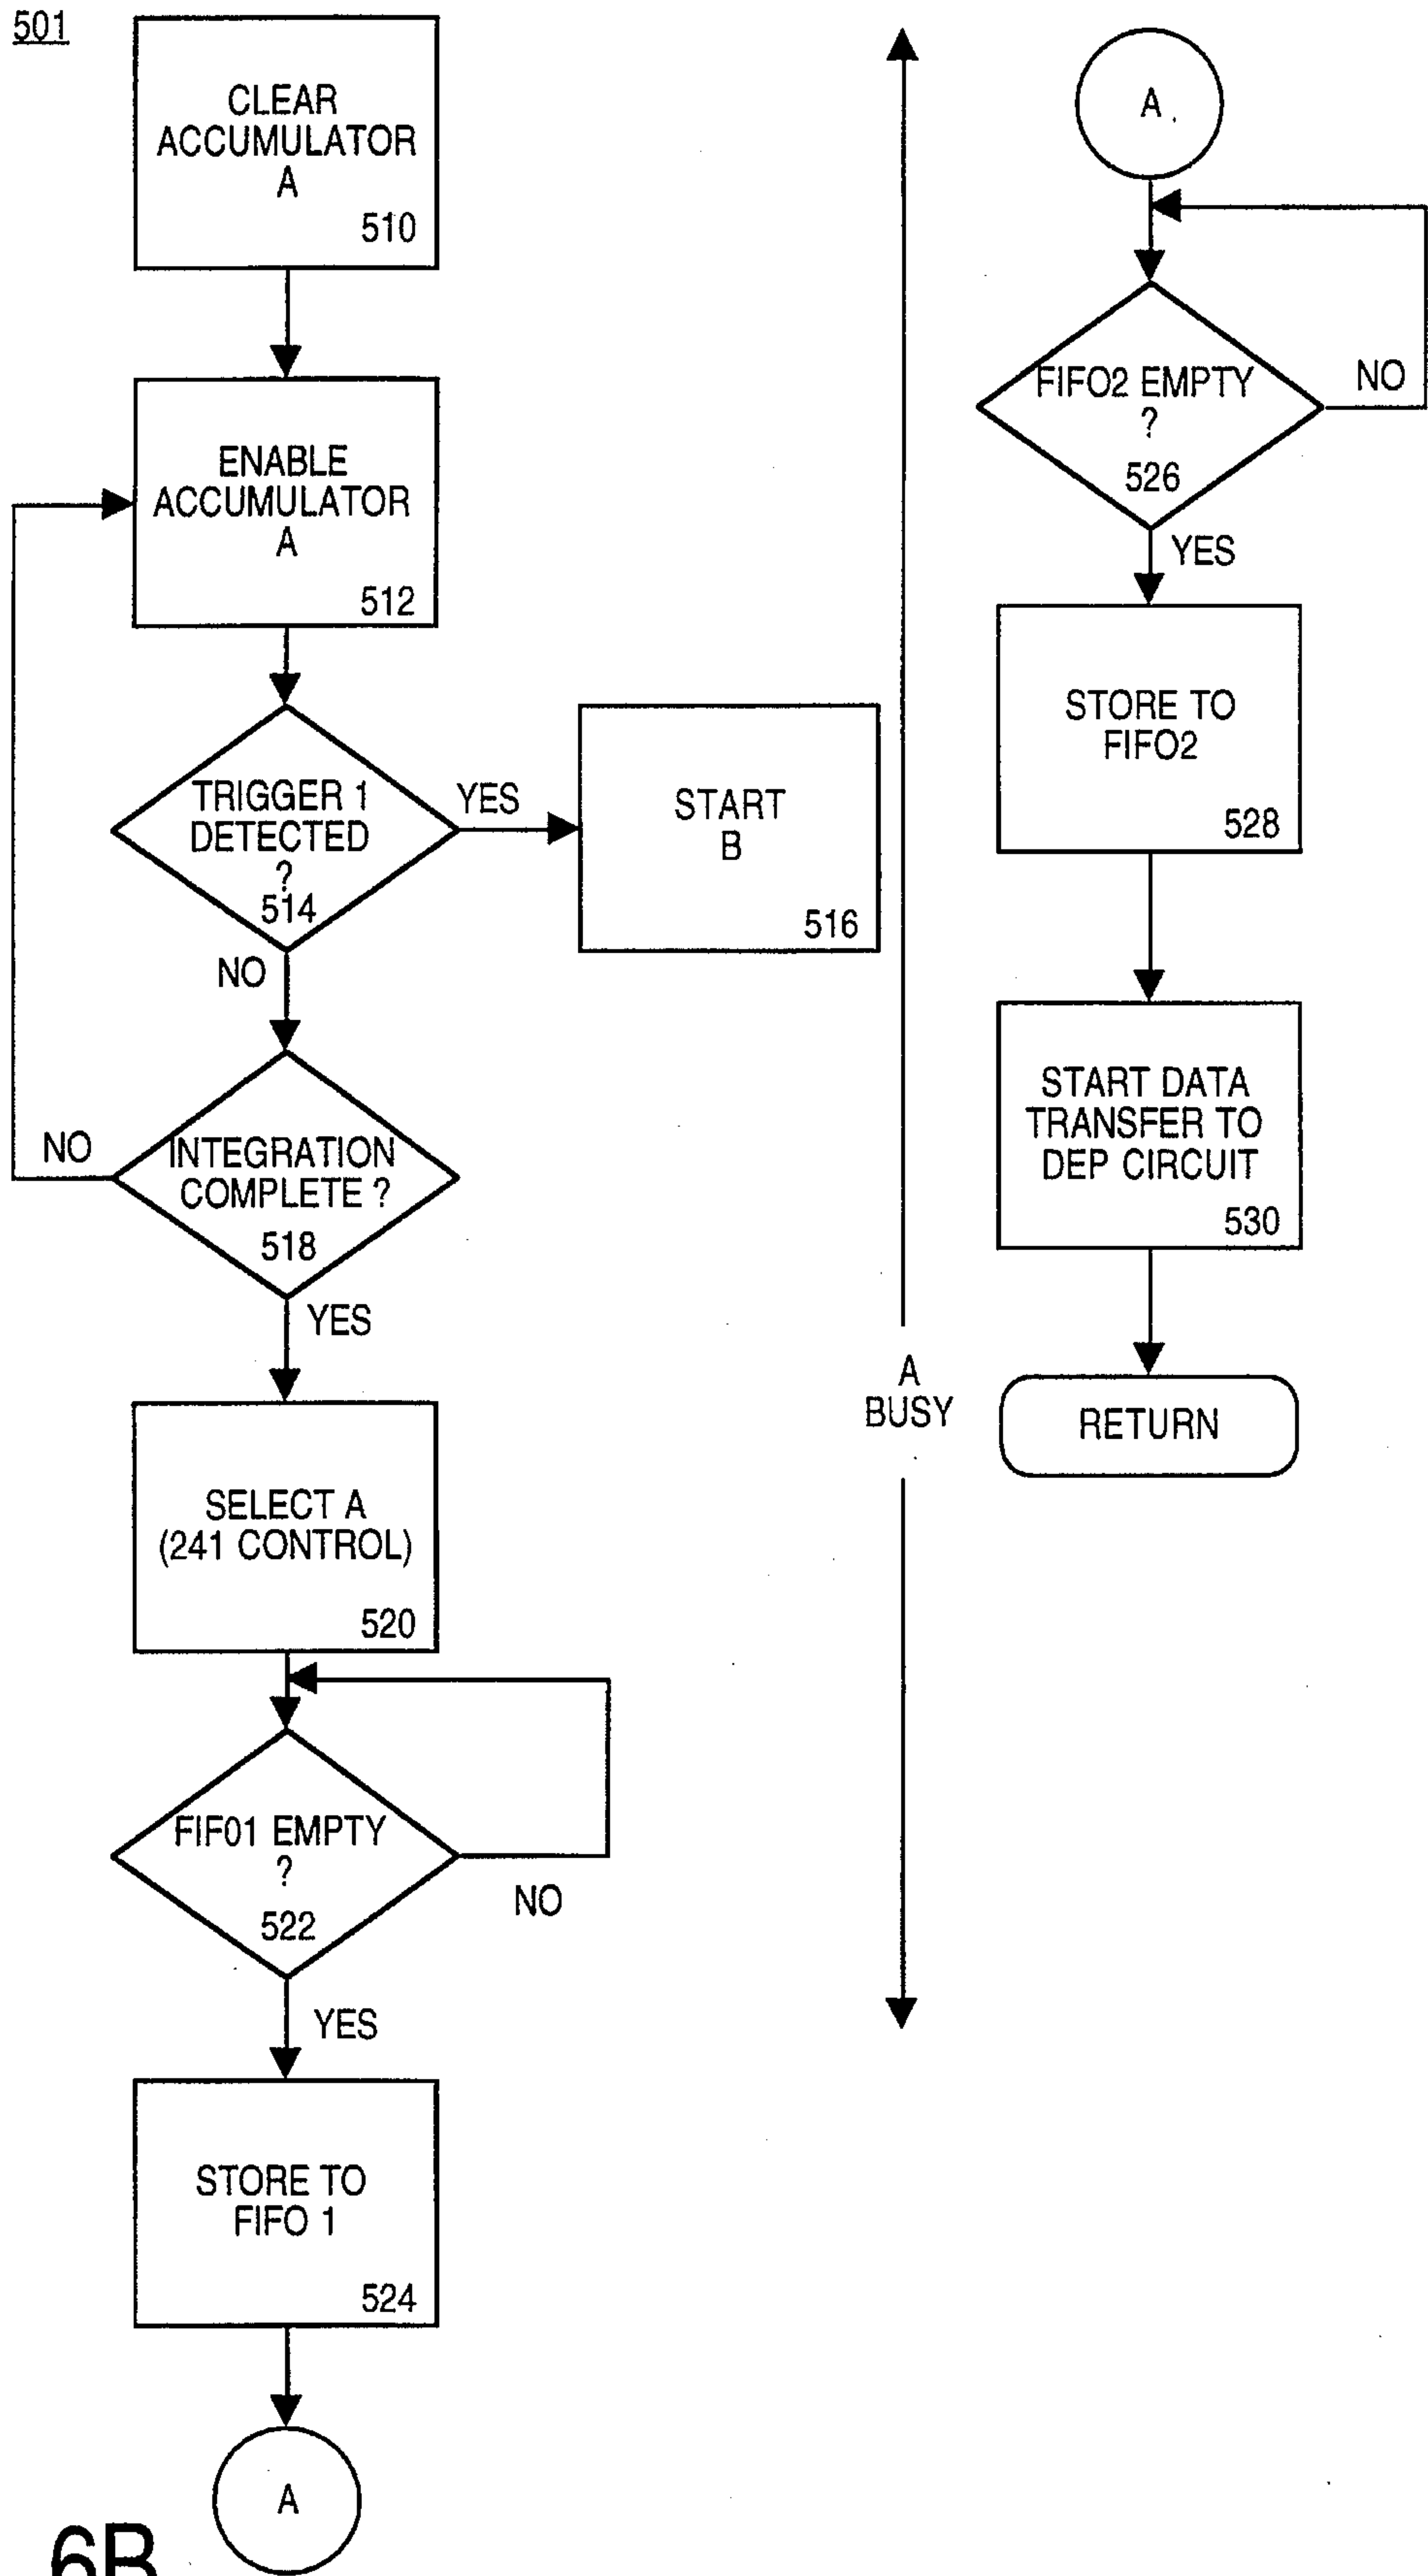 501
CLEAR
ACCUMULATOR
A
510
ENABLE
ACCUMULATOR
A
512
TRIGGER 1
DETECTED
?
514
YES
START
B
516
NO
INTEGRATION
COMPLETE ?
518
NO
YES
SELECT A
(241 CONTROL)
520
FIF01 EMPTY
?
522
NO
YES
STORE TO
FIFO 1
524
A
6B
A
BUSY
A
FIFO2 EMPTY
?
526
NO
YES
STORE TO
FIFO2
528
START DATA
TRANSFER TO
DEP CIRCUIT
530
RETURN